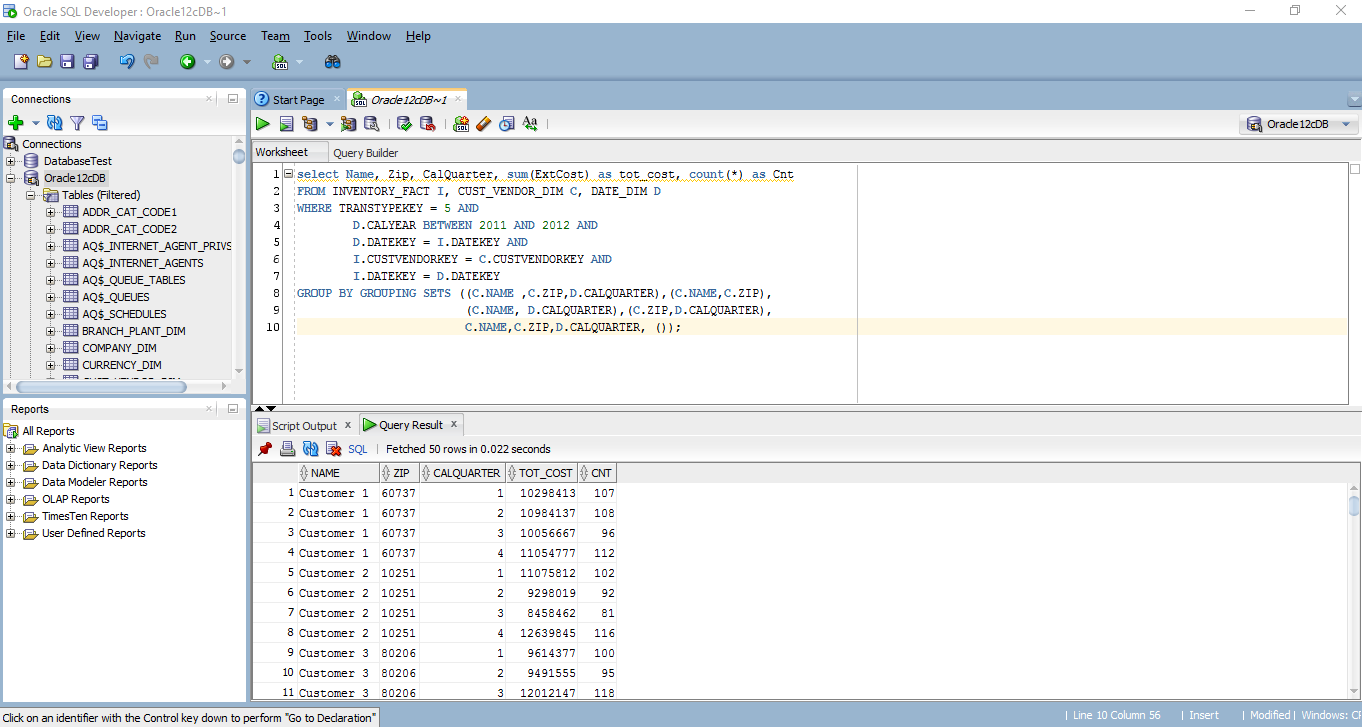 Oracle SQL Developer : Oracle12cDB~1
File Edit View Navigate Run Source Team Tools Window Help
Connections
Connections
DatabaseTest
Oracle12cDB
Tables (Filtered)
ADDR_CAT_CODE1
ADDR_CAT_CODE2
AQ$_INTERNET_AGENT_PRIVS
AQ$_INTERNET_AGENTS
AQ$_QUEUE_TABLES
AQ$_QUEUES
AQ$_SCHEDULES
BRANCH_PLANT_DIM
COMPANY_DIM
CURRENCY_DIM
Reports
All Reports
Analytic View Reports
Data Dictionary Reports
Data Modeler Reports
OLAP Reports
TimesTen Reports
User Defined Reports
Start Page Oracle12cDB~1
Oracle12cDB
Worksheet Query Builder
1 select Name, Zip, CalQuarter, sum(ExtCost) as tot_cost, count(*) as Cnt
2 FROM INVENTORY_FACT I, CUST_VENDOR_DIM C, DATE_DIM D
3 WHERE TRANSTYPEKEY = 5 AND
4 D.CALYEAR BETWEEN 2011 AND 2012 AND
5 D.DATEKEY = I.DATEKEY AND
6 I.CUSTVENDORKEY = C.CUSTVENDORKEY AND
7 I.DATEKEY = D.DATEKEY
8 GROUP BY GROUPING SETS ((C.NAME ,C.ZIP,D.CALQUARTER),(C.NAME,C.ZIP),
9 (C.NAME, D.CALQUARTER),(C.ZIP,D.CALQUARTER),
10 C.NAME,C.ZIP,D.CALQUARTER, ());
Script Output Query Result
SQL Fetched 50 rows in 0.022 seconds
NAME ZIP CALQUARTER TOT_COST CNT
1 Customer 1 60737 1 10298413 107
2 Customer 1 60737 2 10984137 108
3 Customer 1 60737 3 10056667 96
4 Customer 1 60737 4 11054777 112
5 Customer 2 10251 1 11075812 102
6 Customer 2 10251 2 9298019 92
7 Customer 2 10251 3 8458462 81
8 Customer 2 10251 4 12639845 116
9 Customer 3 80206 1 9614377 100
10 Customer 3 80206 2 9491555 95
11 Customer 3 80206 3 12012147 118
Click on an identifier with the Control key down to perform "Go to Declaration"
Line 10 Column 56 Insert Modified Windows: CF